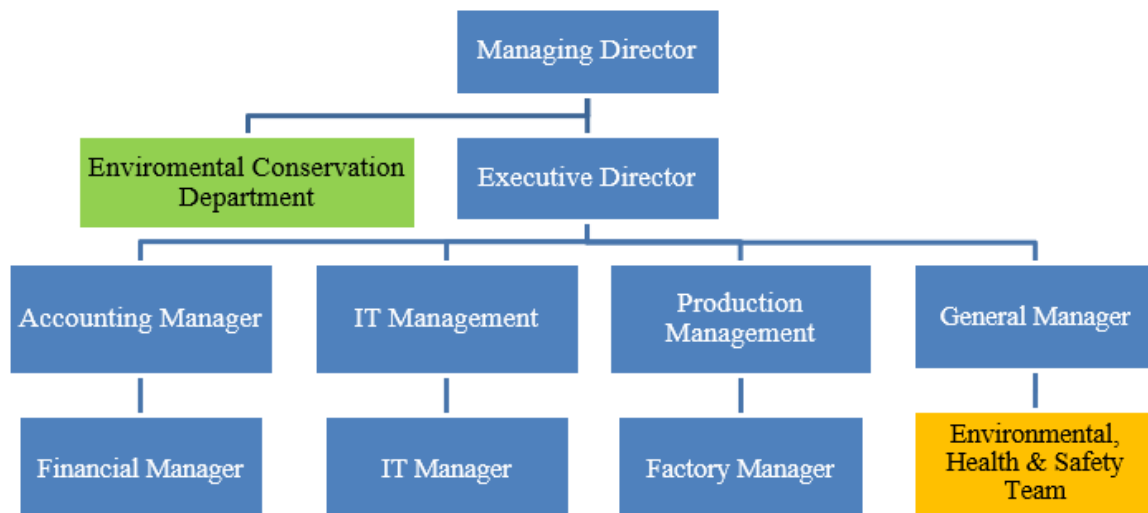 Managing Director
Enviromental Conservation
Department
Executive Director
Accounting Manager
IT Management
Production
Management
General Manager
Financial Manager
IT Manager
Factory Manager
Environmental,
Health & Safety
Team